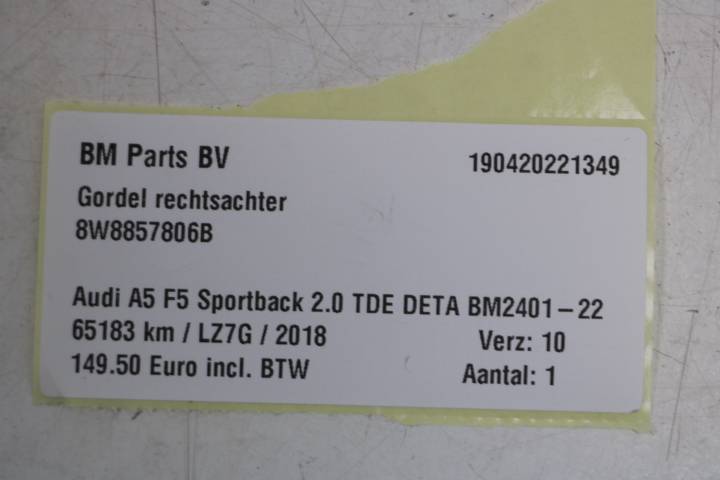 BM Parts BV 190420221349
Gordel rechtsachter
8W8857806B
Audi A5 F5 Sportback 2.0 TDE DETA BM2401-22
65183 km / LZ7G / 2018 Verz: 10
149.50 Euro incl. BTW Aantal: 1